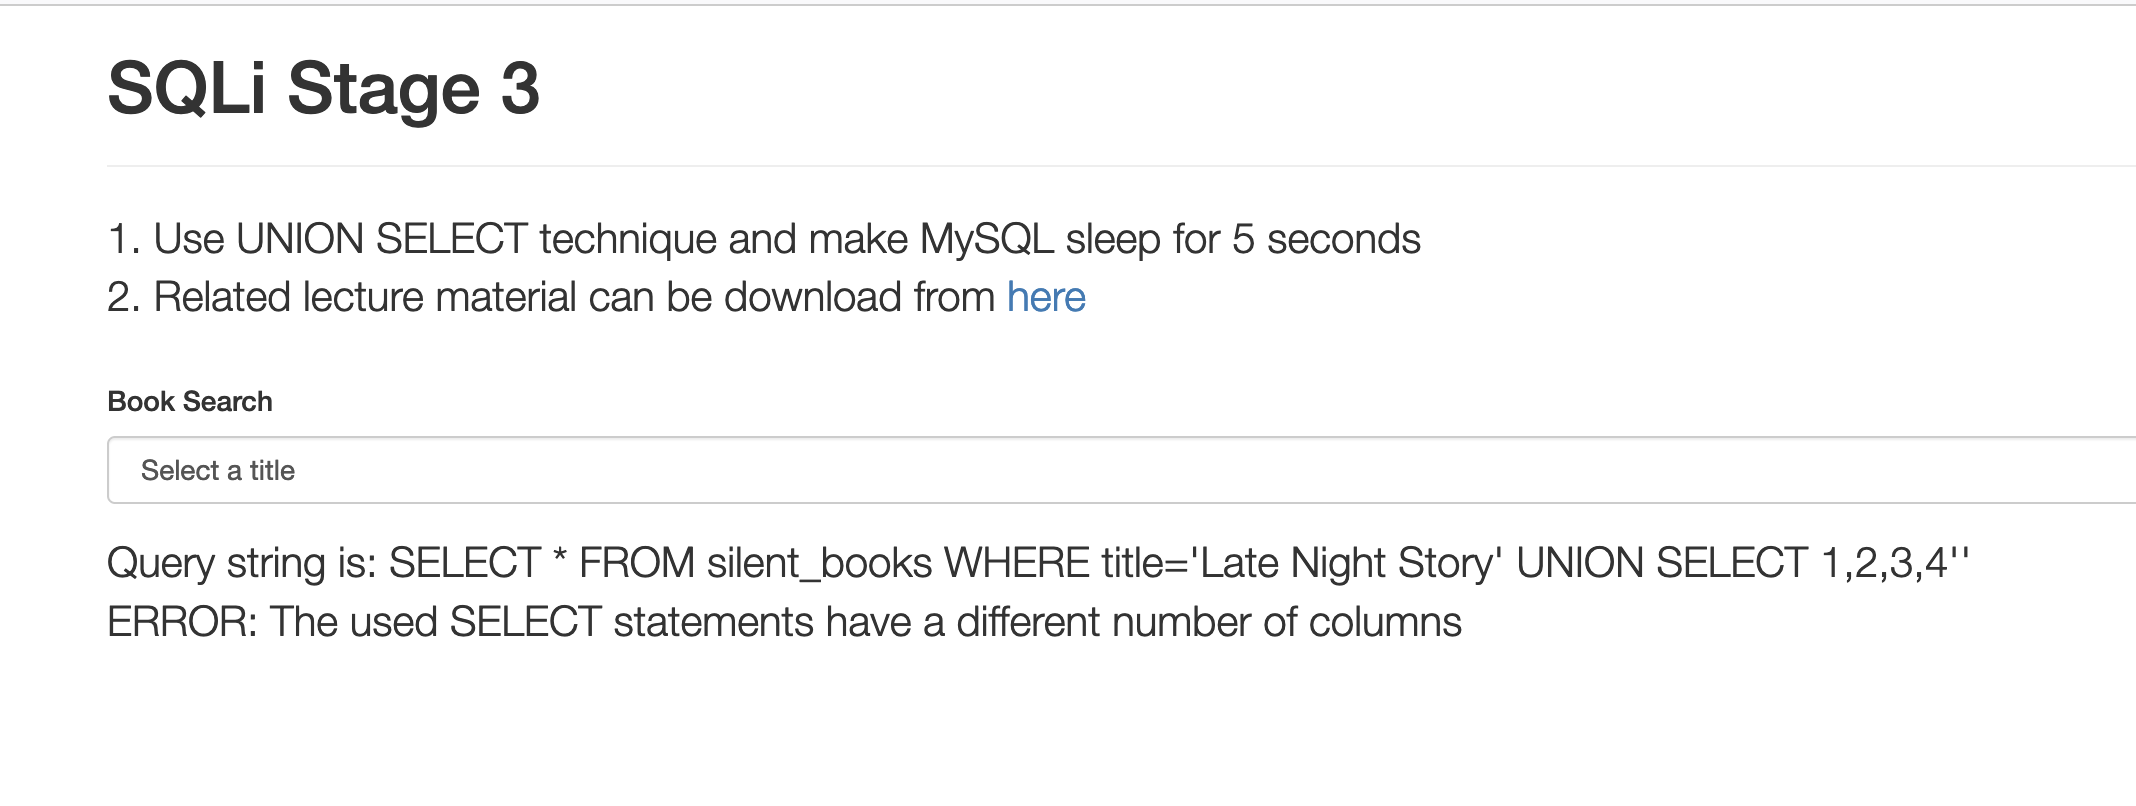 SQLi Stage 3
1. Use UNION SELECT technique and make MySQL sleep for 5 seconds
2. Related lecture material can be download from here
Book Search
Select a title
Query string is: SELECT * FROM silent_books WHERE title='Late Night Story' UNION SELECT 1,2,3,4''
ERROR: The used SELECT statements have a different number of columns